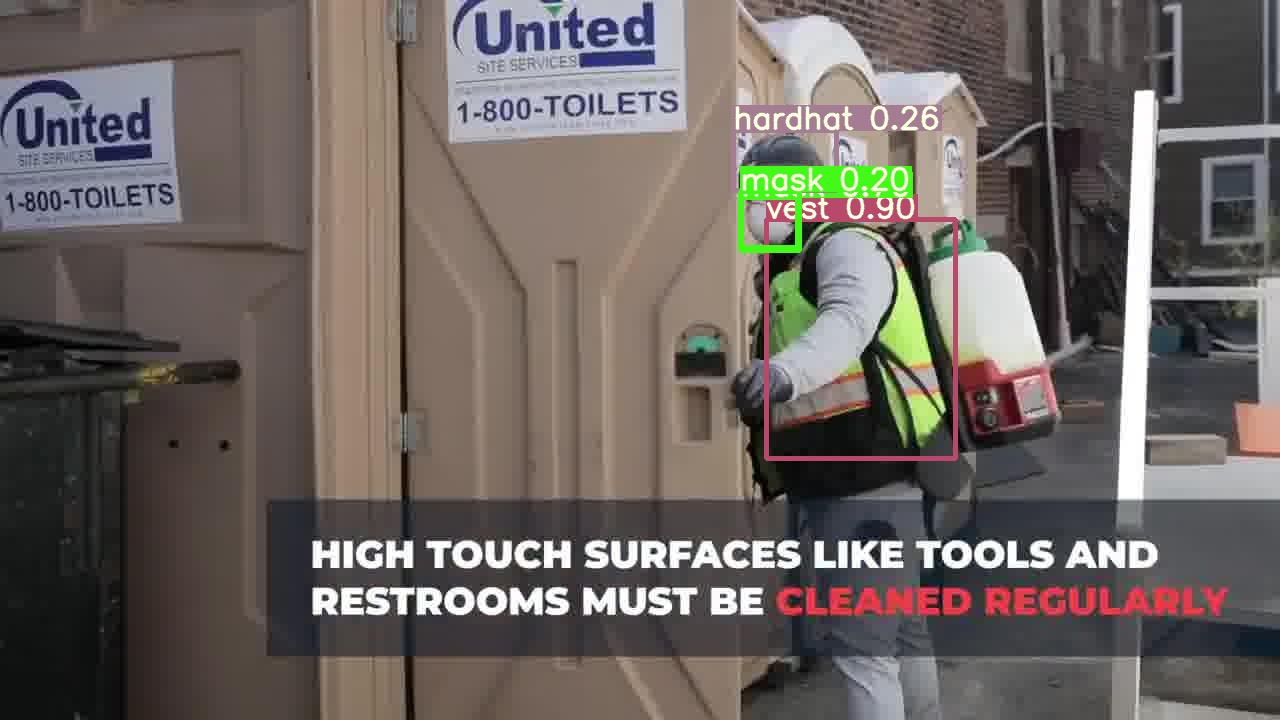 United
SITE SERVICES
1-800-TOILETS
United
SITE SERVICES
1-800-TOILETS
hardhat 0.26
mask 0.20
vest 0.90
HIGH TOUCH SURFACES LIKE TOOLS AND
RESTROOMS MUST BE CLEANED REGULARLY